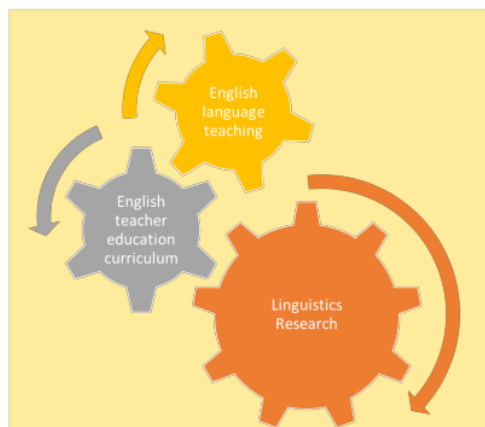 English
language
teaching
English
teacher
education
curriculum
Linguistics
Research